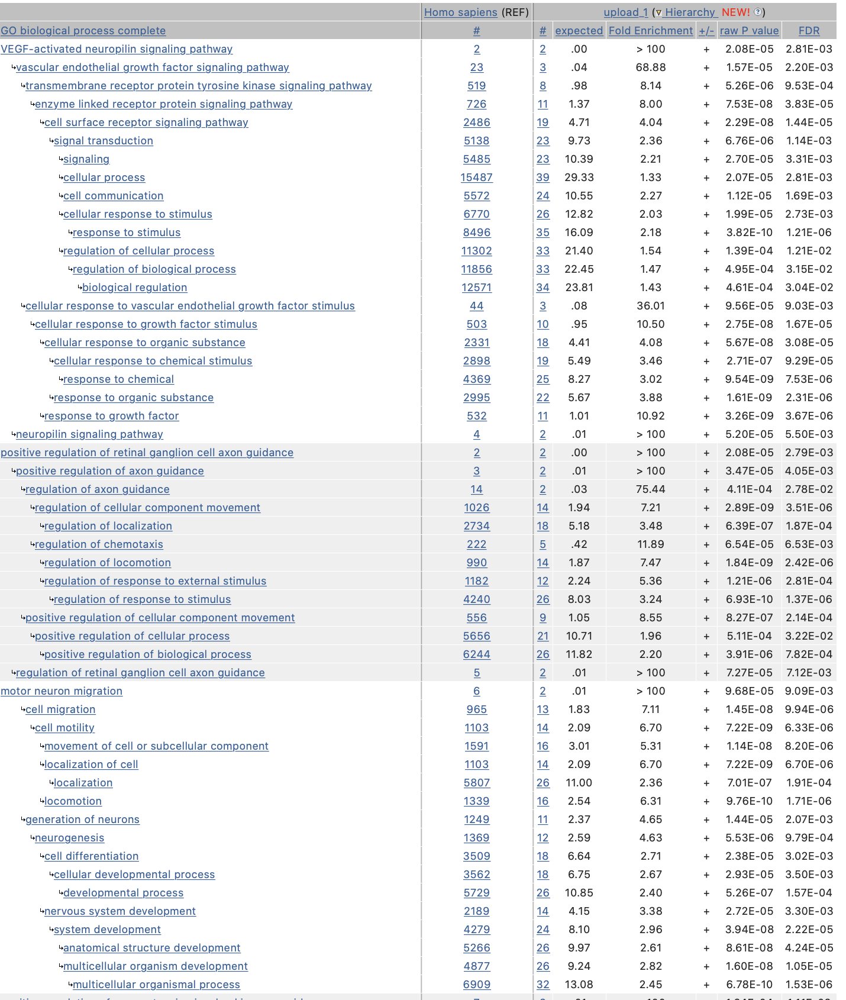 Homo sapiens (REF) upload_1 (▼ Hierarchy NEW! ?)
GO biological process complete # # expected Fold Enrichment +/- raw P value FDR
VEGF-activated neuropilin signaling pathway 2 2 .00 > 100 + 2.08E-05 2.81E-03
↳vascular endothelial growth factor signaling pathway 23 3 .04 68.88 + 1.57E-05 2.20E-03
↳transmembrane receptor protein tyrosine kinase signaling pathway 519 8 .98 8.14 + 5.26E-06 9.53E-04
↳enzyme linked receptor protein signaling pathway 726 11 1.37 8.00 + 7.53E-08 3.83E-05
↳cell surface receptor signaling pathway 2486 19 4.71 4.04 + 2.29E-08 1.44E-05
↳signal transduction 5138 23 9.73 2.36 + 6.76E-06 1.14E-03
↳signaling 5485 23 10.39 2.21 + 2.70E-05 3.31E-03
↳cellular process 15487 39 29.33 1.33 + 2.07E-05 2.81E-03
↳cell communication 5572 24 10.55 2.27 + 1.12E-05 1.69E-03
↳cellular response to stimulus 6770 26 12.82 2.03 + 1.99E-05 2.73E-03
↳response to stimulus 8496 35 16.09 2.18 + 3.82E-10 1.21E-06
↳regulation of cellular process 11302 33 21.40 1.54 + 1.39E-04 1.21E-02
↳regulation of biological process 11856 33 22.45 1.47 + 4.95E-04 3.15E-02
↳biological regulation 12571 34 23.81 1.43 + 4.61E-04 3.04E-02
↳cellular response to vascular endothelial growth factor stimulus 44 3 .08 36.01 + 9.56E-05 9.03E-03
↳cellular response to growth factor stimulus 503 10 .95 10.50 + 2.75E-08 1.67E-05
↳cellular response to organic substance 2331 18 4.41 4.08 + 5.67E-08 3.08E-05
↳cellular response to chemical stimulus 2898 19 5.49 3.46 + 2.71E-07 9.29E-05
↳response to chemical 4369 25 8.27 3.02 + 9.54E-09 7.53E-06
↳response to organic substance 2995 22 5.67 3.88 + 1.61E-09 2.31E-06
↳response to growth factor 532 11 1.01 10.92 + 3.26E-09 3.67E-06
↳neuropilin signaling pathway 4 2 .01 > 100 + 5.20E-05 5.50E-03
positive regulation of retinal ganglion cell axon guidance 2 2 .00 > 100 + 2.08E-05 2.79E-03
↳positive regulation of axon guidance 3 2 .01 > 100 + 3.47E-05 4.05E-03
↳regulation of axon guidance 14 2 .03 75.44 + 4.11E-04 2.78E-02
↳regulation of cellular component movement 1026 14 1.94 7.21 + 2.89E-09 3.51E-06
↳regulation of localization 2734 18 5.18 3.48 + 6.39E-07 1.87E-04
↳regulation of chemotaxis 222 5 .42 11.89 + 6.54E-05 6.53E-03
↳regulation of locomotion 990 14 1.87 7.47 + 1.84E-09 2.42E-06
↳regulation of response to external stimulus 1182 12 2.24 5.36 + 1.21E-06 2.81E-04
↳regulation of response to stimulus 4240 26 8.03 3.24 + 6.93E-10 1.37E-06
↳positive regulation of cellular component movement 556 9 1.05 8.55 + 8.27E-07 2.14E-04
↳positive regulation of cellular process 5656 21 10.71 1.96 + 5.11E-04 3.22E-02
↳positive regulation of biological process 6244 26 11.82 2.20 + 3.91E-06 7.82E-04
↳regulation of retinal ganglion cell axon guidance 5 2 .01 > 100 + 7.27E-05 7.12E-03
motor neuron migration 6 2 .01 > 100 + 9.68E-05 9.09E-03
↳cell migration 965 13 1.83 7.11 + 1.45E-08 9.94E-06
↳cell motility 1103 14 2.09 6.70 + 7.22E-09 6.33E-06
↳movement of cell or subcellular component 1591 16 3.01 5.31 + 1.14E-08 8.20E-06
↳localization of cell 1103 14 2.09 6.70 + 7.22E-09 6.70E-06
↳localization 5807 26 11.00 2.36 + 7.01E-07 1.91E-04
↳locomotion 1339 16 2.54 6.31 + 9.76E-10 1.71E-06
↳generation of neurons 1249 11 2.37 4.65 + 1.44E-05 2.07E-03
↳neurogenesis 1369 12 2.59 4.63 + 5.53E-06 9.79E-04
↳cell differentiation 3509 18 6.64 2.71 + 2.38E-05 3.02E-03
↳cellular developmental process 3562 18 6.75 2.67 + 2.93E-05 3.50E-03
↳developmental process 5729 26 10.85 2.40 + 5.26E-07 1.57E-04
↳nervous system development 2189 14 4.15 3.38 + 2.72E-05 3.30E-03
↳system development 4279 24 8.10 2.96 + 3.94E-08 2.22E-05
↳anatomical structure development 5266 26 9.97 2.61 + 8.61E-08 4.24E-05
↳multicellular organism development 4877 26 9.24 2.82 + 1.60E-08 1.05E-05
↳multicellular organismal process 6909 32 13.08 2.45 + 6.78E-10 1.53E-06